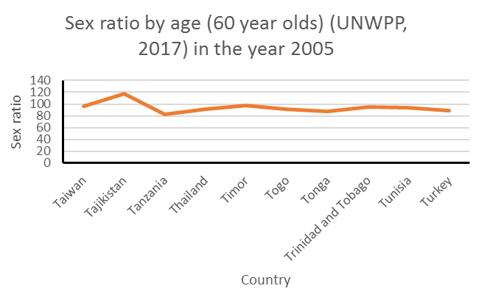 Sex ratio by age (60 year olds) (UNWPP,
2017) in the year 2005
140
120
100
80
60
40
20
0
Sex ratio
Taiwan
Tajikistan
Tanzania
Thailand
Timor
Togo
Tonga
Trinidad and Tobago
Tunisia
Turkey
Country